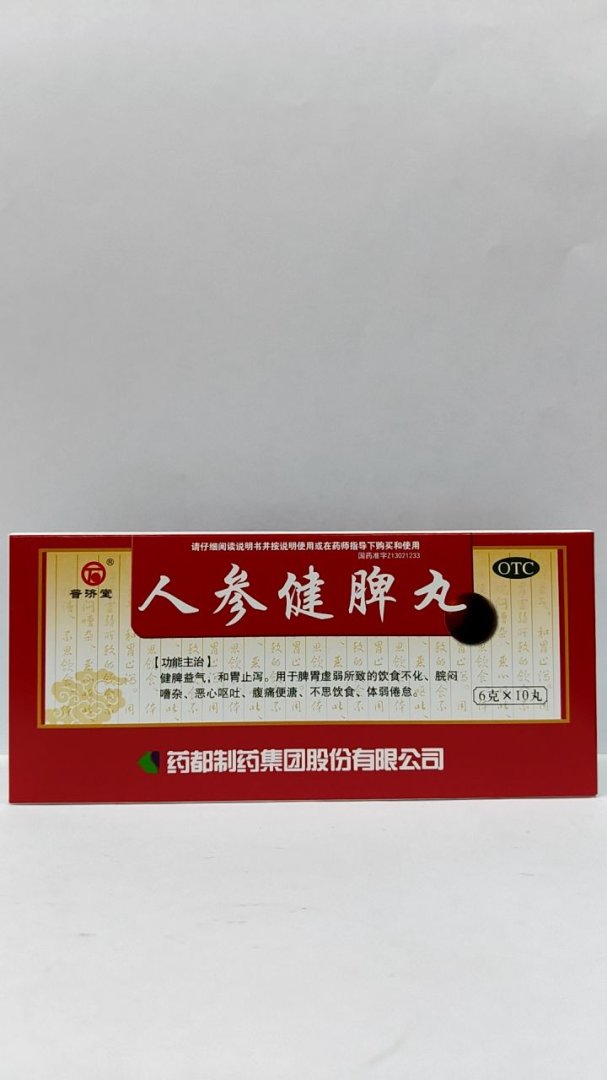 请仔细阅读说明书并按说明使用或在药师指导下购买和使用
国药准字Z13021233
®
普济堂
人参健脾丸
OTC
【功能主治】
健脾益气，和胃止泻。用于脾胃虚弱所致的饮食不化、脘闷
嘈杂、恶心呕吐、腹痛便溏、不思饮食、体弱倦怠。
6克×10丸
药都制药集团股份有限公司